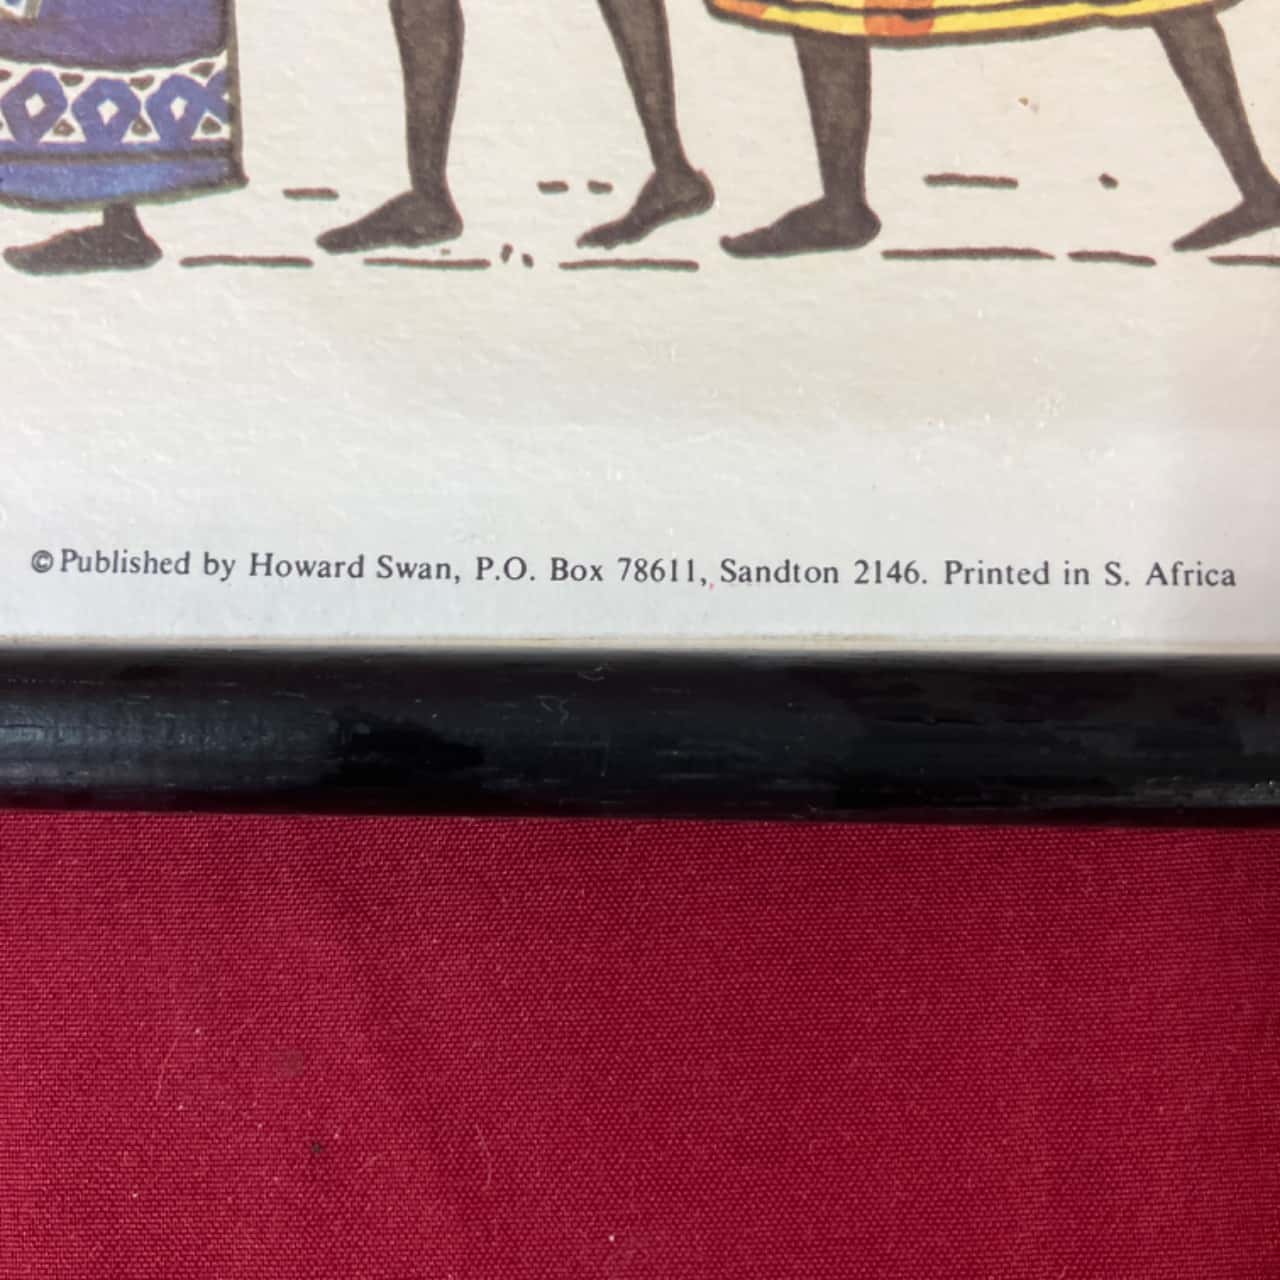 ©Published by Howard Swan, P.O. Box 78611, Sandton 2146. Printed in S. Africa